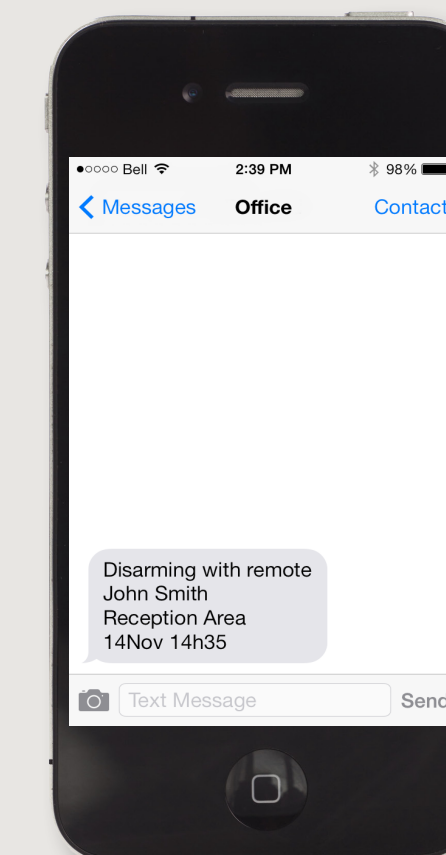 Bell 2:39 PM 98%
Messages Office Contact
Disarming with remote
John Smith
Reception Area
14Nov 14h35
Text Message Send